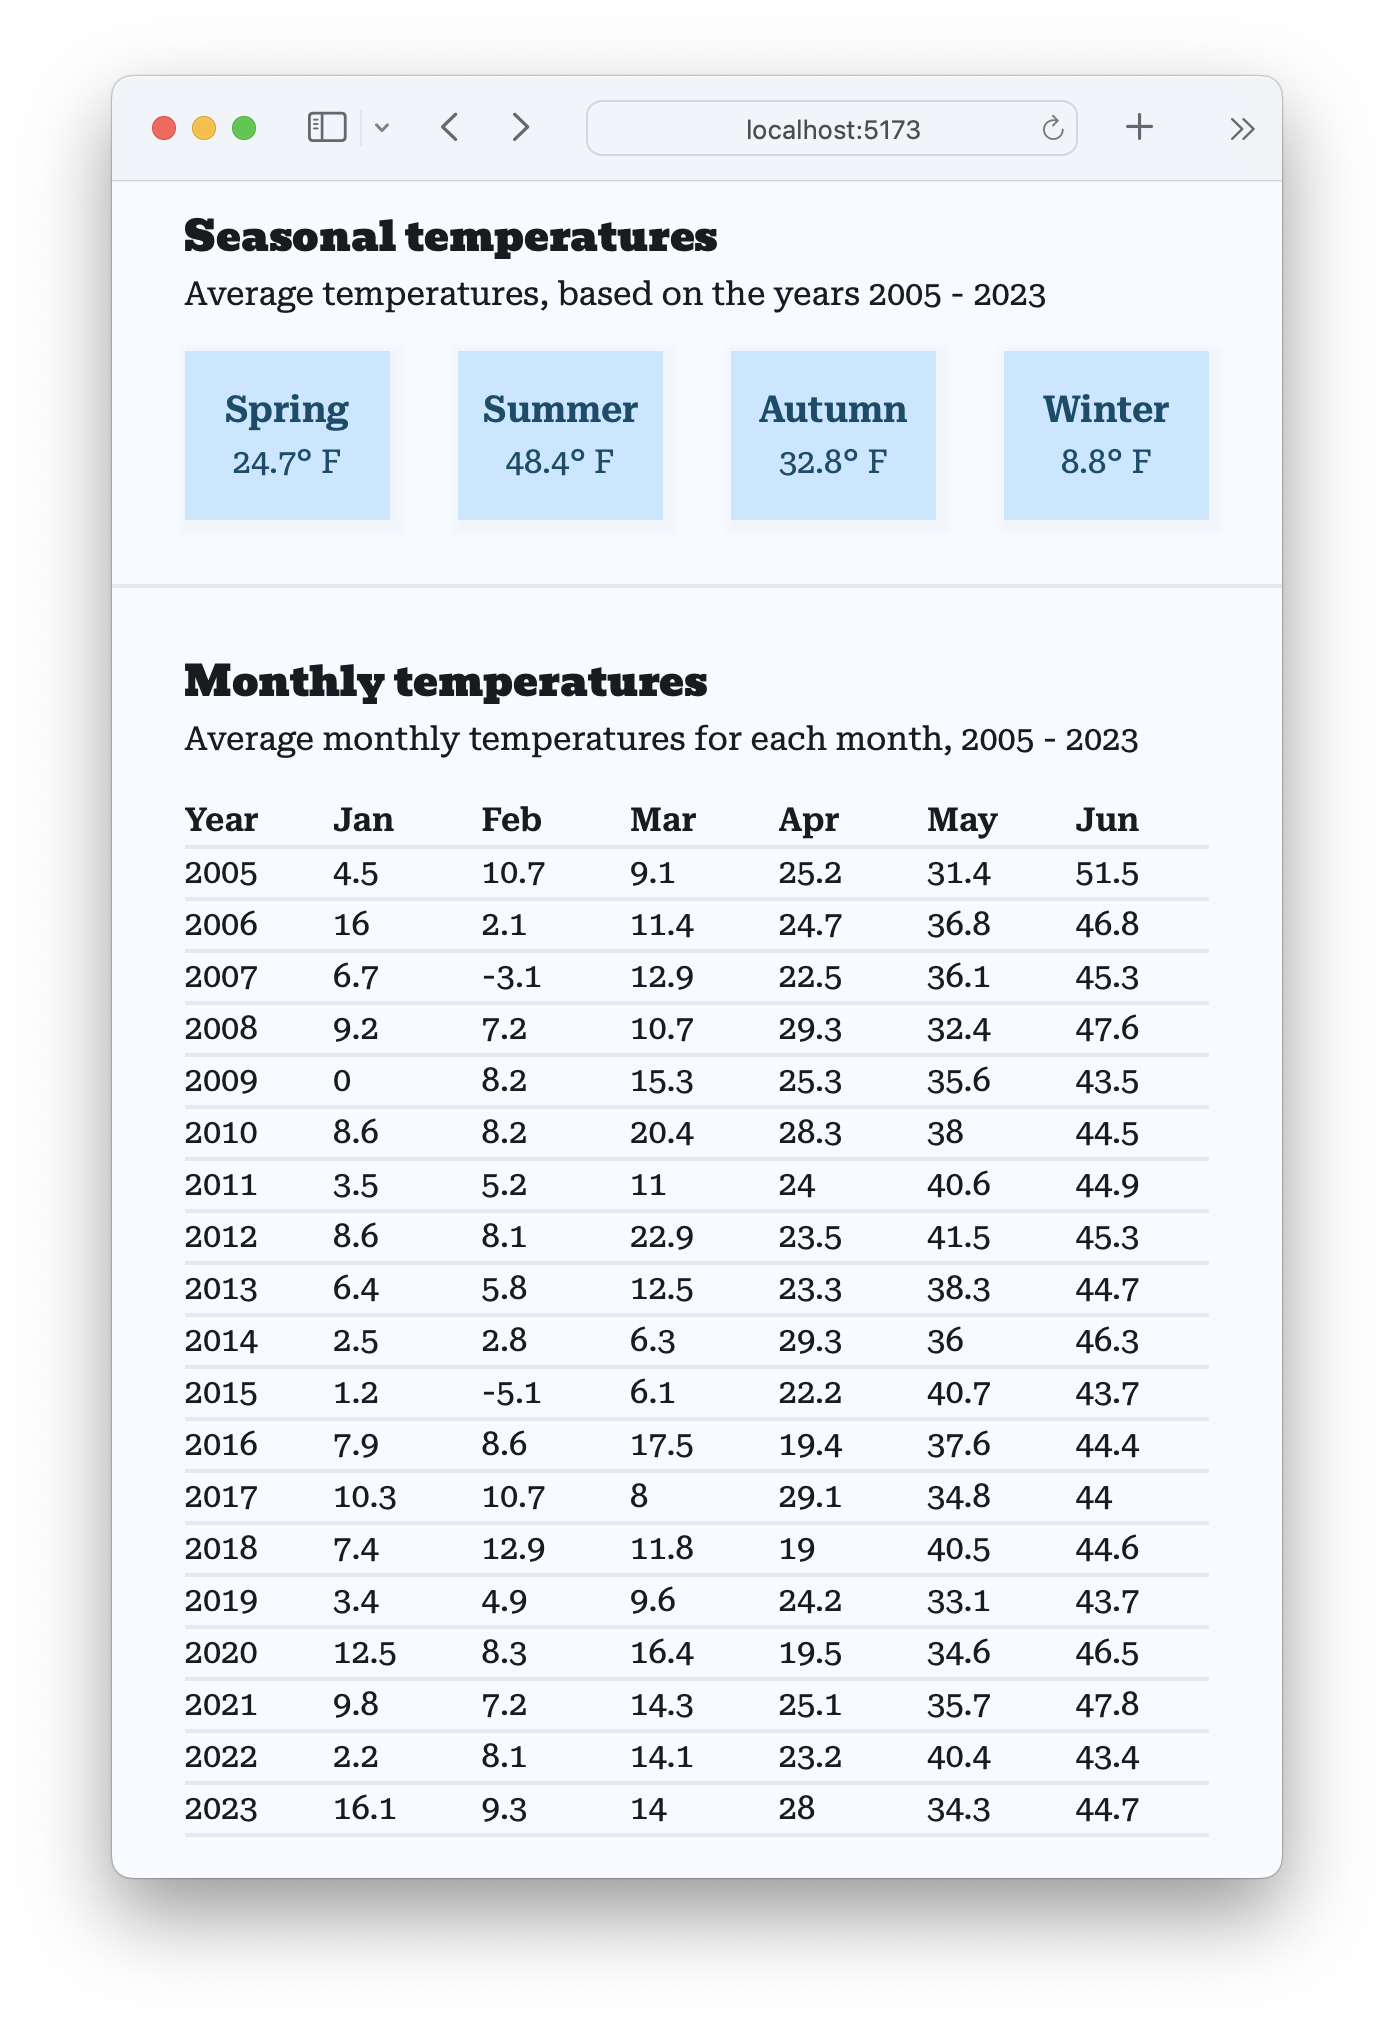 localhost:5173
Seasonal temperatures
Average temperatures, based on the years 2005 - 2023
Spring Summer Autumn Winter
24.7° F 48.4° F 32.8° F 8.8° F
Monthly temperatures
Average monthly temperatures for each month, 2005 - 2023
Year Jan Feb Mar Apr May Jun
2005 4.5 10.7 9.1 25.2 31.4 51.5
2006 16 2.1 11.4 24.7 36.8 46.8
2007 6.7 -3.1 12.9 22.5 36.1 45.3
2008 9.2 7.2 10.7 29.3 32.4 47.6
2009 0 8.2 15.3 25.3 35.6 43.5
2010 8.6 8.2 20.4 28.3 38 44.5
2011 3.5 5.2 11 24 40.6 44.9
2012 8.6 8.1 22.9 23.5 41.5 45.3
2013 6.4 5.8 12.5 23.3 38.3 44.7
2014 2.5 2.8 6.3 29.3 36 46.3
2015 1.2 -5.1 6.1 22.2 40.7 43.7
2016 7.9 8.6 17.5 19.4 37.6 44.4
2017 10.3 10.7 8 29.1 34.8 44
2018 7.4 12.9 11.8 19 40.5 44.6
2019 3.4 4.9 9.6 24.2 33.1 43.7
2020 12.5 8.3 16.4 19.5 34.6 46.5
2021 9.8 7.2 14.3 25.1 35.7 47.8
2022 2.2 8.1 14.1 23.2 40.4 43.4
2023 16.1 9.3 14 28 34.3 44.7